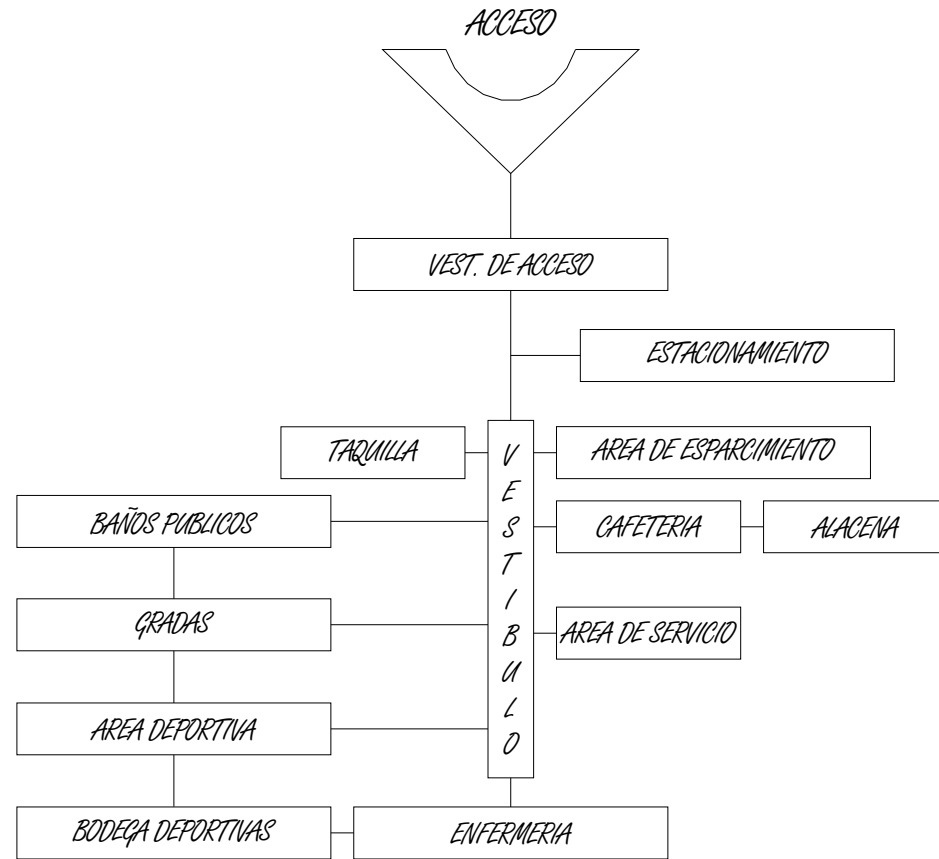 ACCESO
VEST. DE ACCESO
ESTACIONAMIENTO
TAQUILLA
VESTIBULO
AREA DE ESPARCIMIENTO
BAÑOS PUBLICOS
CAFETERIA
ALACENA
GRADAS
AREA DE SERVICIO
AREA DEPORTIVA
BODEGA DEPORTIVAS
ENFERMERIA